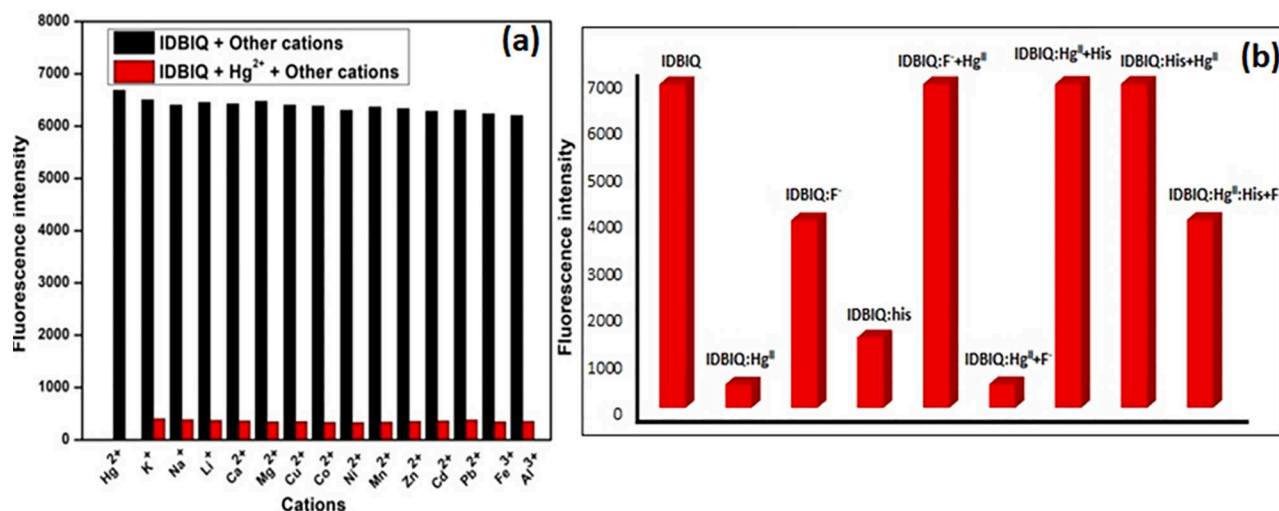 (a)
IDBIQ + Other cations
IDBIQ + Hg²⁺ + Other cations
8000
7000
6000
5000
4000
3000
2000
1000
0
Fluorescence intensity
Hg²⁺ K⁺ Na⁺ Li⁺ Ca²⁺ Mg²⁺ Cu²⁺ Co²⁺ Ni²⁺ Mn²⁺ Zn²⁺ Cd²⁺ Pb²⁺ Fe³⁺ Al³⁺
Cations
(b)
7000
6000
5000
4000
3000
2000
1000
0
Fluorescence intensity
IDBIQ
IDBIQ:Hgᴵᴵ
IDBIQ:F⁻
IDBIQ:his
IDBIQ:F⁻+Hgᴵᴵ
IDBIQ:Hgᴵᴵ+F⁻
IDBIQ:Hgᴵᴵ+His
IDBIQ:His+Hgᴵᴵ
IDBIQ:Hgᴵᴵ:His+F